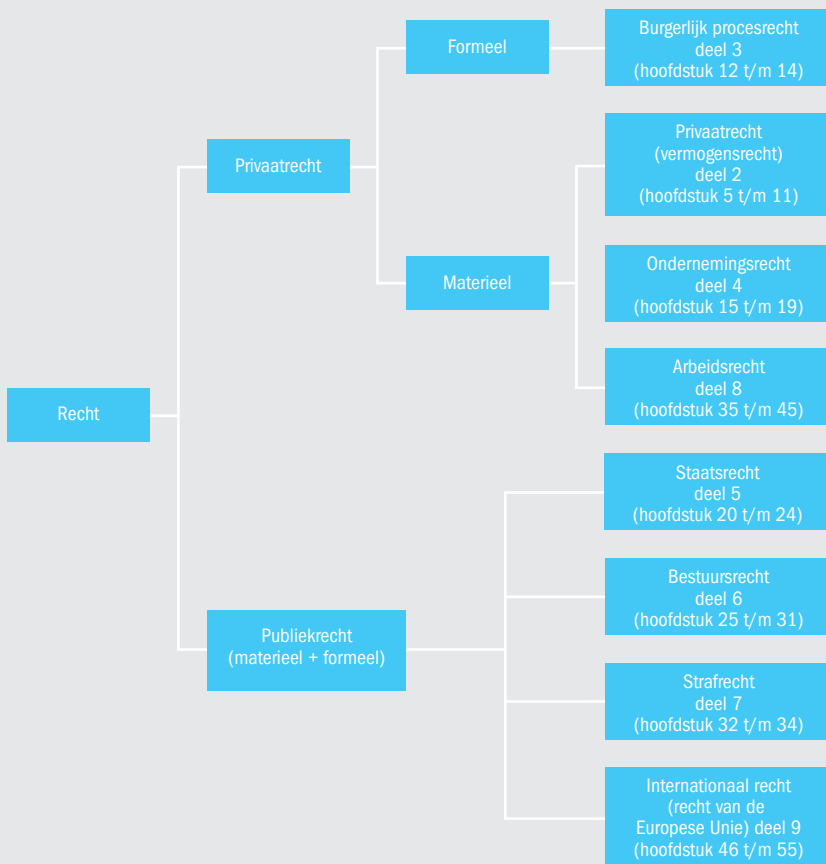 Recht
Privaatrecht
Formeel
Burgerlijk procesrecht
deel 3
(hoofdstuk 12 t/m 14)
Materieel
Privaatrecht
(vermogensrecht)
deel 2
(hoofdstuk 5 t/m 11)
Ondernemingsrecht
deel 4
(hoofdstuk 15 t/m 19)
Arbeidsrecht
deel 8
(hoofdstuk 35 t/m 45)
Publiekrecht
(materieel + formeel)
Staatsrecht
deel 5
(hoofdstuk 20 t/m 24)
Bestuursrecht
deel 6
(hoofdstuk 25 t/m 31)
Strafrecht
deel 7
(hoofdstuk 32 t/m 34)
Internationaal recht
(recht van de
Europese Unie) deel 9
(hoofdstuk 46 t/m 55)